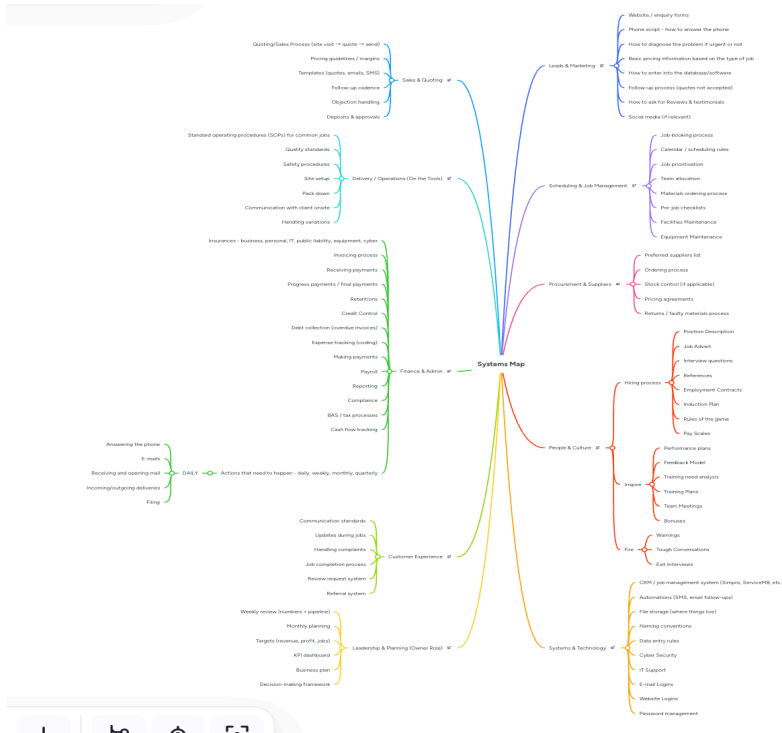 Systems Map
Leads & Marketing
Website / enquiry forms
Phone script - how to answer the phone
How to diagnose the problem if urgent or not
Basic pricing information based on the type of job
How to enter into the database/software
Follow-up process (quotes not accepted)
How to ask for Reviews & testimonials
Social media (if relevant)
Scheduling & Job Management
Job booking process
Calendar / scheduling rules
Job prioritisation
Team allocation
Materials ordering process
Pre-job checklists
Facilities Maintenance
Equipment Maintenance
Procurement & Suppliers
Preferred suppliers list
Ordering process
Stock control (if applicable)
Pricing agreements
Returns / faulty materials process
People & Culture
Hiring process
Position Description
Job Advert
Interview questions
References
Employment Contracts
Induction Plan
Rules of the game
Pay Scales
Inspire
Performance plans
Feedback Model
Training need analysis
Training Plans
Team Meetings
Bonuses
Fire
Warnings
Tough Conversations
Exit Interviews
Systems & Technology
CRM / job management system (Simpro, ServiceM8, etc.
Automations (SMS, email follow-ups)
File storage (where things live)
Naming conventions
Data entry rules
Cyber Security
IT Support
E-mail Logins
Website Logins
Password management
Sales & Quoting
Quoting/Sales Process (site visit → quote → send)
Pricing guidelines / margins
Templates (quotes, emails, SMS)
Follow-up cadence
Objection handling
Deposits & approvals
Delivery / Operations (On the Tools)
Standard operating procedures (SOPs) for common jobs
Quality standards
Safety procedures
Site setup
Pack down
Communication with client onsite
Handling variations
Finance & Admin
Insurances - business, personal, IT, public liability, equipment, cyber
Invoicing process
Receiving payments
Progress payments / final payments
Retentions
Credit Control
Debt collection (overdue invoices)
Expense tracking (coding)
Making payments
Payroll
Reporting
Compliance
BAS / tax processes
Cash flow tracking
Actions that need to happen - daily, weekly, monthly, quarterly
DAILY
Answering the phone
E-mails
Receiving and opening mail
Incoming/outgoing deliveries
Filing
Customer Experience
Communication standards
Updates during jobs
Handling complaints
Job completion process
Review request system
Referral system
Leadership & Planning (Owner Role)
Weekly review (numbers + pipeline)
Monthly planning
Targets (revenue, profit, jobs)
KPI dashboard
Business plan
Decision-making framework